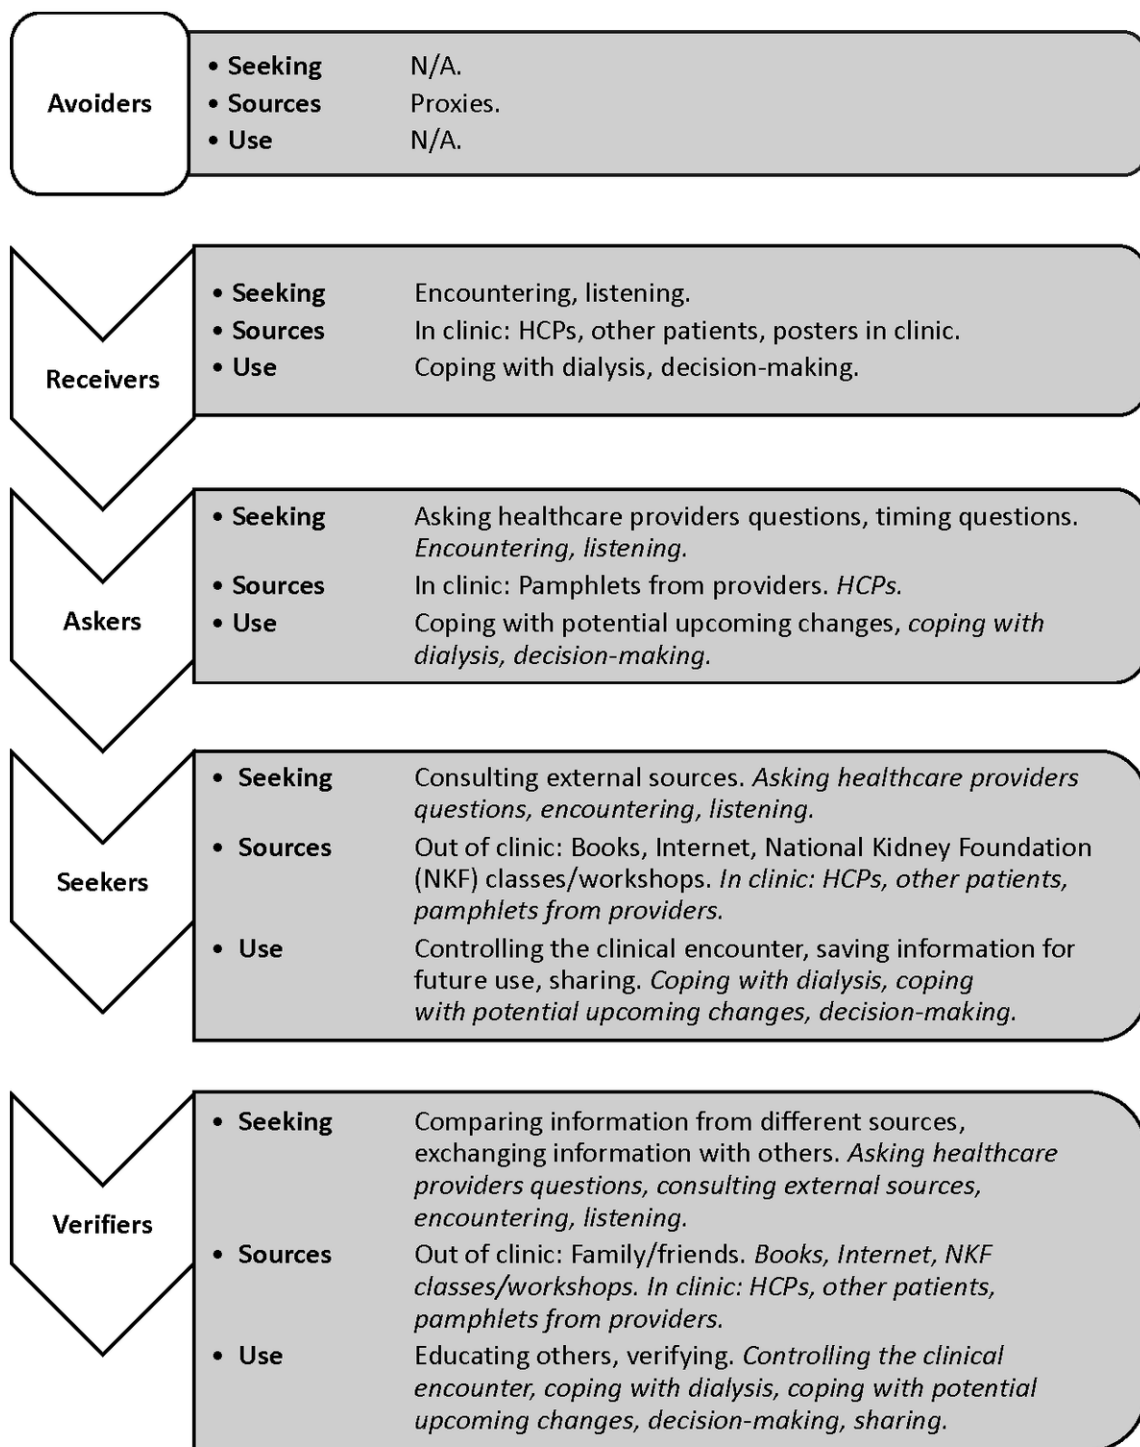 Avoiders
• Seeking N/A.
• Sources Proxies.
• Use N/A.
Receivers
• Seeking Encountering, listening.
• Sources In clinic: HCPs, other patients, posters in clinic.
• Use Coping with dialysis, decision-making.
Askers
• Seeking Asking healthcare providers questions, timing questions.
Encountering, listening.
• Sources In clinic: Pamphlets from providers. HCPs.
• Use Coping with potential upcoming changes, coping with
dialysis, decision-making.
Seekers
• Seeking Consulting external sources. Asking healthcare providers
questions, encountering, listening.
• Sources Out of clinic: Books, Internet, National Kidney Foundation
(NKF) classes/workshops. In clinic: HCPs, other patients,
pamphlets from providers.
• Use Controlling the clinical encounter, saving information for
future use, sharing. Coping with dialysis, coping
with potential upcoming changes, decision-making.
Verifiers
• Seeking Comparing information from different sources,
exchanging information with others. Asking healthcare
providers questions, consulting external sources,
encountering, listening.
• Sources Out of clinic: Family/friends. Books, Internet, NKF
classes/workshops. In clinic: HCPs, other patients,
pamphlets from providers.
• Use Educating others, verifying. Controlling the clinical
encounter, coping with dialysis, coping with potential
upcoming changes, decision-making, sharing.